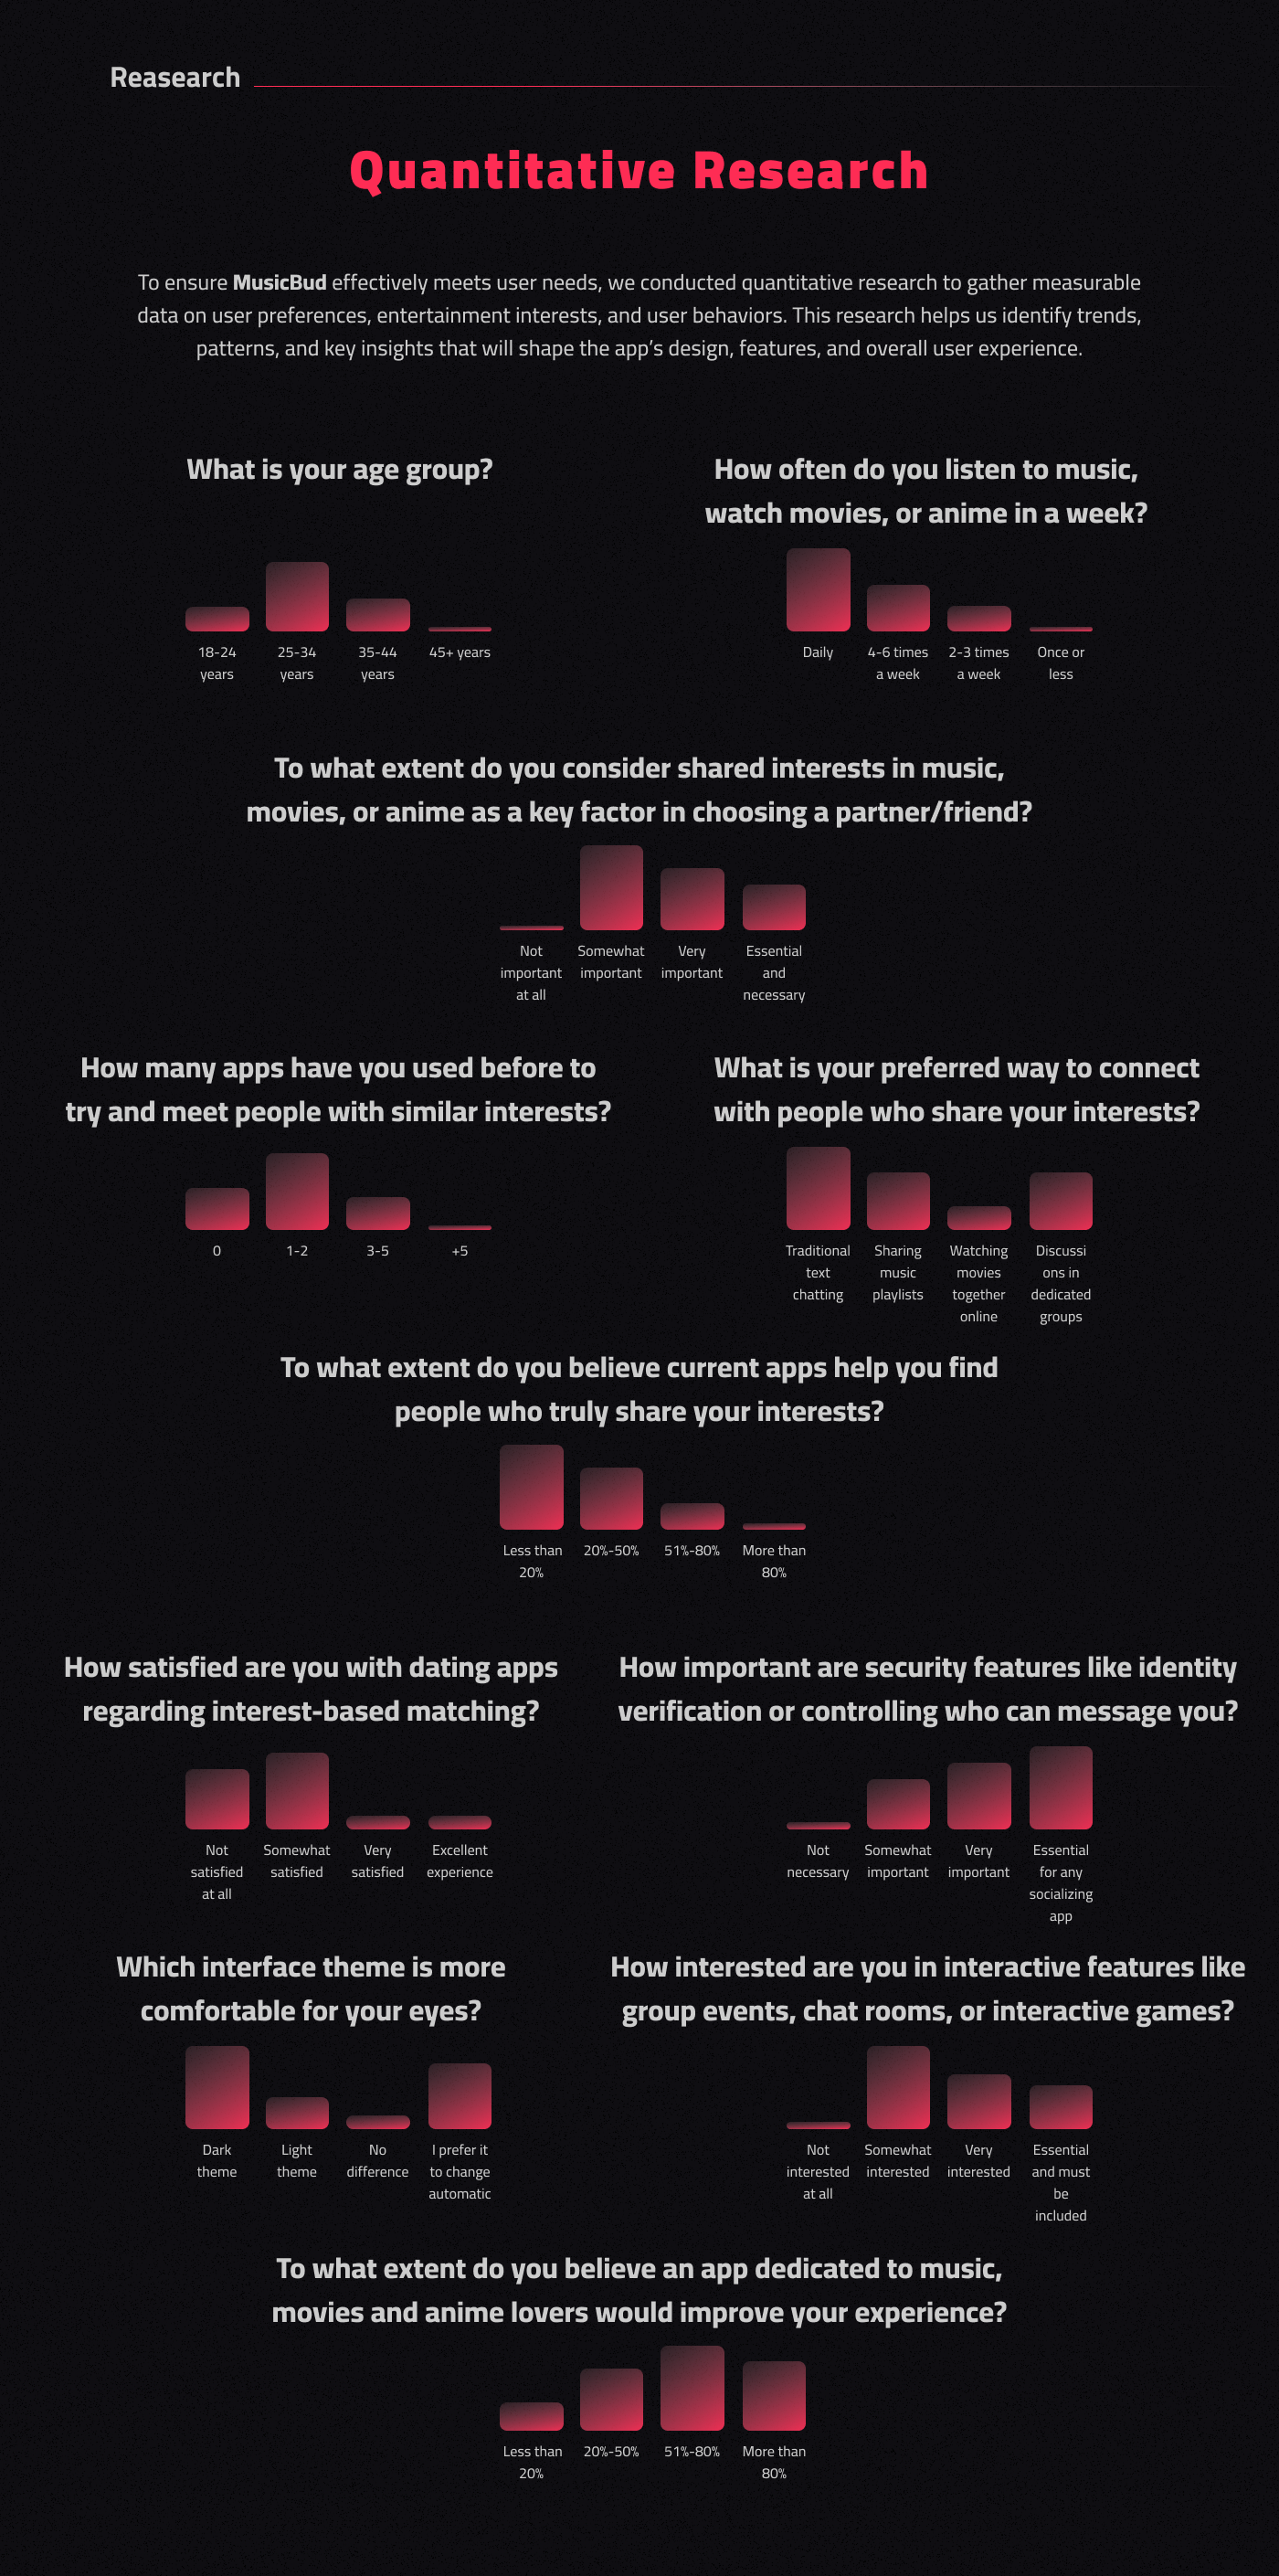 Reasearch
Quantitative Research
To ensure MusicBud effectively meets user needs, we conducted quantitative research to gather measurable
data on user preferences, entertainment interests, and user behaviors. This research helps us identify trends,
patterns, and key insights that will shape the app’s design, features, and overall user experience.
What is your age group?
18-24
years
25-34
years
35-44
years
45+ years
How often do you listen to music,
watch movies, or anime in a week?
Daily
4-6 times
a week
2-3 times
a week
Once or
less
To what extent do you consider shared interests in music,
movies, or anime as a key factor in choosing a partner/friend?
Not
important
at all
Somewhat
important
Very
important
Essential
and
necessary
How many apps have you used before to
try and meet people with similar interests?
0
1-2
3-5
+5
What is your preferred way to connect
with people who share your interests?
Traditional
text
chatting
Sharing
music
playlists
Watching
movies
together
online
Discussi
ons in
dedicated
groups
To what extent do you believe current apps help you find
people who truly share your interests?
Less than
20%
20%-50%
51%-80%
More than
80%
How satisfied are you with dating apps
regarding interest-based matching?
Not
satisfied
at all
Somewhat
satisfied
Very
satisfied
Excellent
experience
How important are security features like identity
verification or controlling who can message you?
Not
necessary
Somewhat
important
Very
important
Essential
for any
socializing
app
Which interface theme is more
comfortable for your eyes?
Dark
theme
Light
theme
No
difference
I prefer it
to change
automatic
How interested are you in interactive features like
group events, chat rooms, or interactive games?
Not
interested
at all
Somewhat
interested
Very
interested
Essential
and must
be
included
To what extent do you believe an app dedicated to music,
movies and anime lovers would improve your experience?
Less than
20%
20%-50%
51%-80%
More than
80%